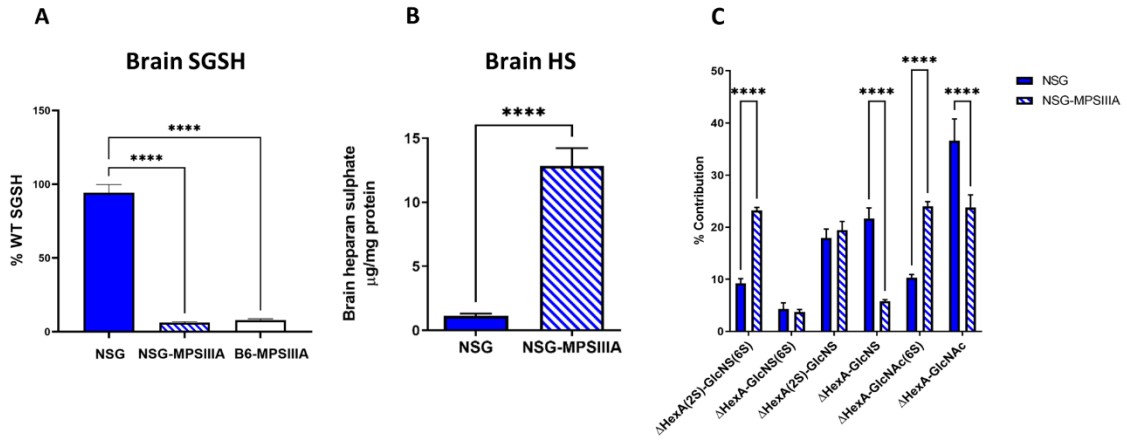 A
Brain SGSH
% WT SGSH
150
100
50
0
****
****
NSG
NSG-MPSIIIA
B6-MPSIIIA
B
Brain HS
Brain heparan sulphate
µg/mg protein
15
10
5
0
****
NSG
NSG-MPSIIIA
C
% Contribution
50
40
30
20
10
0
****
****
****
****
ΔHexA(2S)-GlcNS(6S)
ΔHexA-GlcNS(6S)
ΔHexA(2S)-GlcNS
ΔHexA-GlcNS
ΔHexA-GlcNAc(6S)
ΔHexA-GlcNAc
NSG
NSG-MPSIIIA